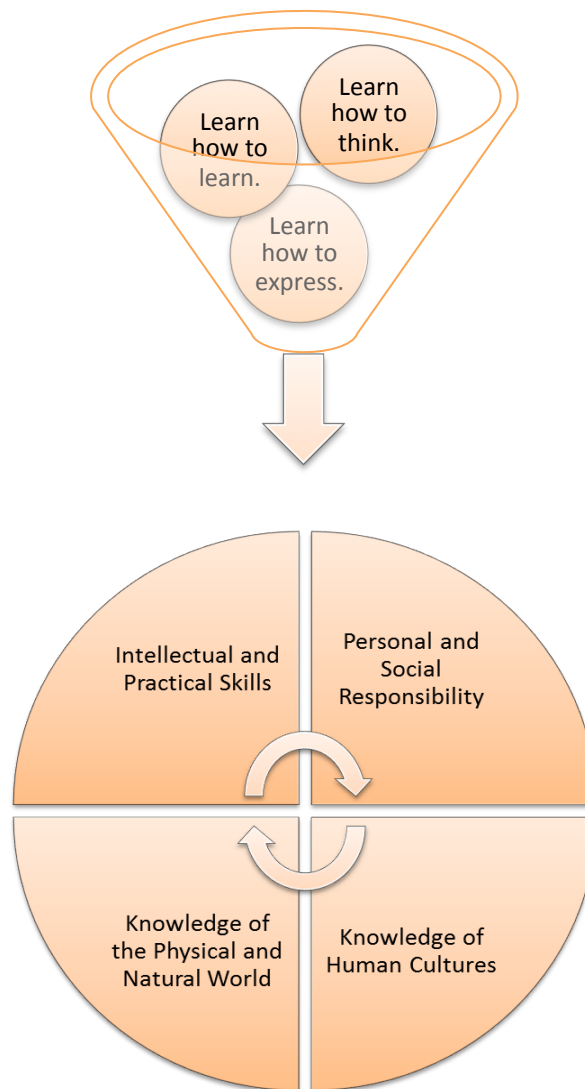 Learn
how to
think.
Learn
how to
learn.
Learn
how to
express.
Intellectual and
Practical Skills
Personal and
Social
Responsibility
Knowledge of
the Physical and
Natural World
Knowledge of
Human Cultures